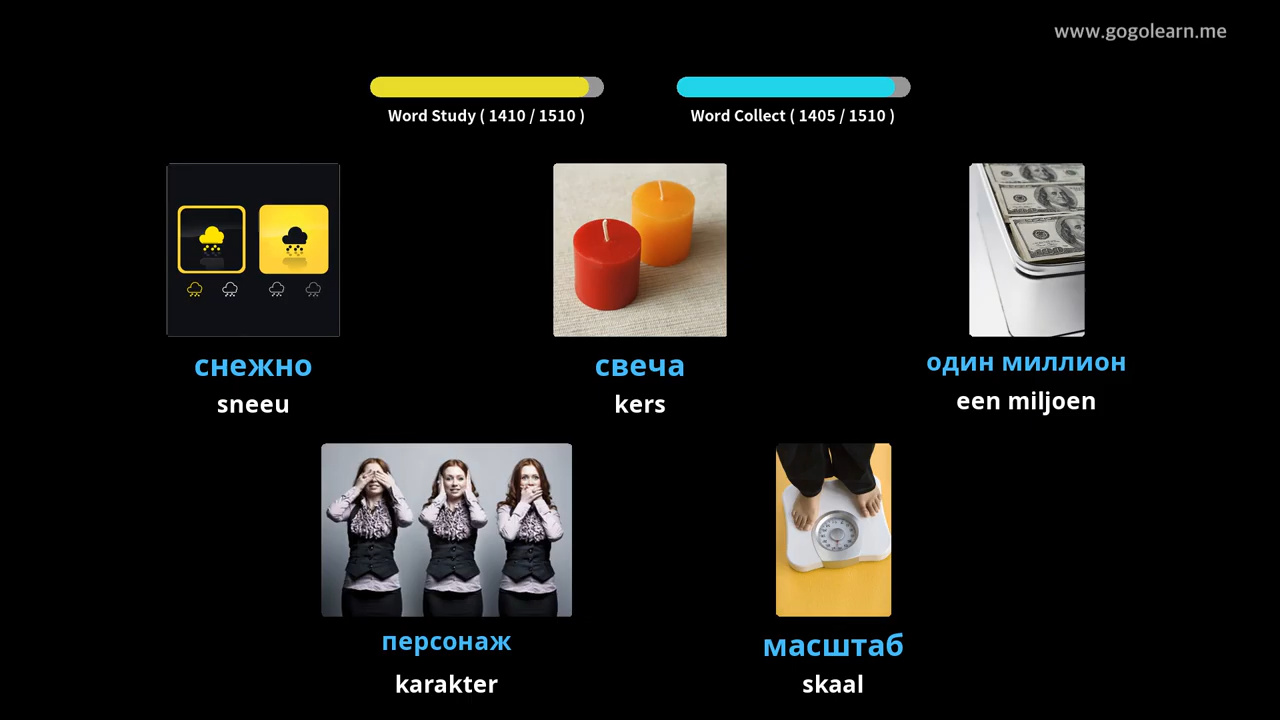 www.gogolearn.me
Word Study ( 1410 / 1510 )
Word Collect ( 1405 / 1510 )
снежно
sneeu
свеча
kers
один миллион
een miljoen
персонаж
karakter
масштаб
skaal